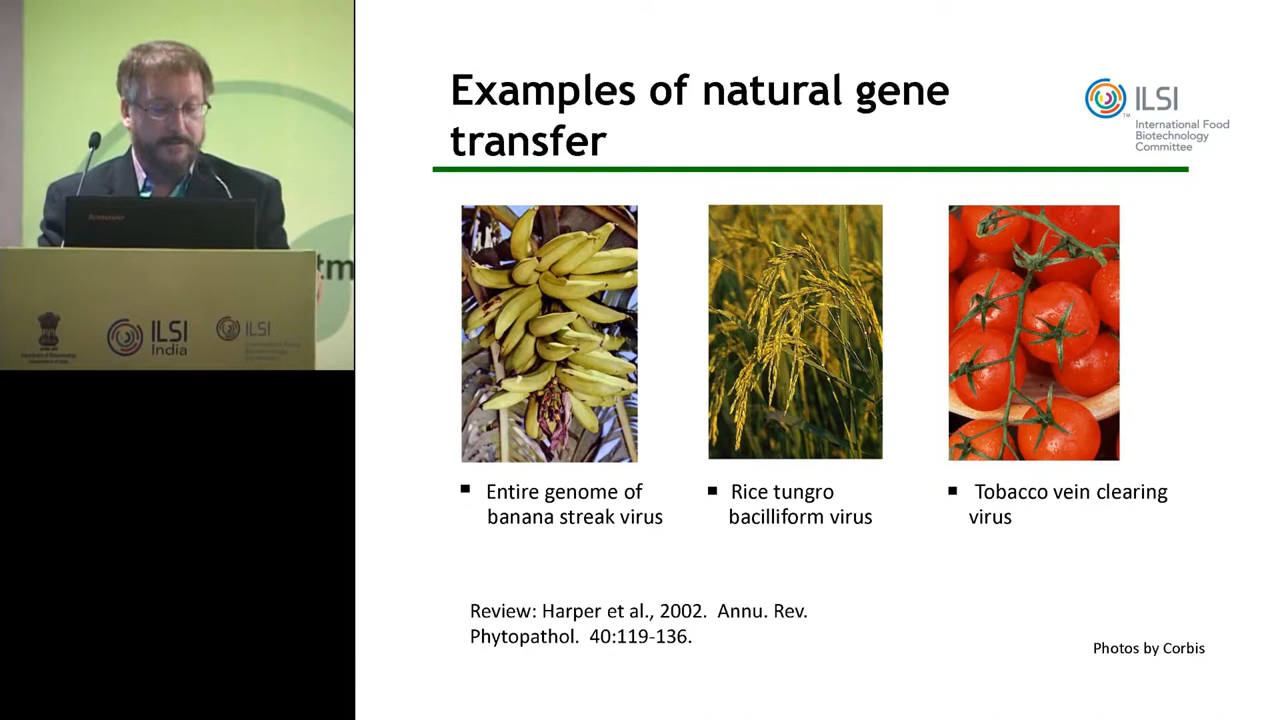 Examples of natural gene
transfer
ILSI
TM
International Food
Biotechnology
Committee
▪ Entire genome of
banana streak virus
▪ Rice tungro
bacilliform virus
▪ Tobacco vein clearing
virus
Review: Harper et al., 2002. Annu. Rev.
Phytopathol. 40:119-136.
Photos by Corbis
tm
ILSI
India
ILSI